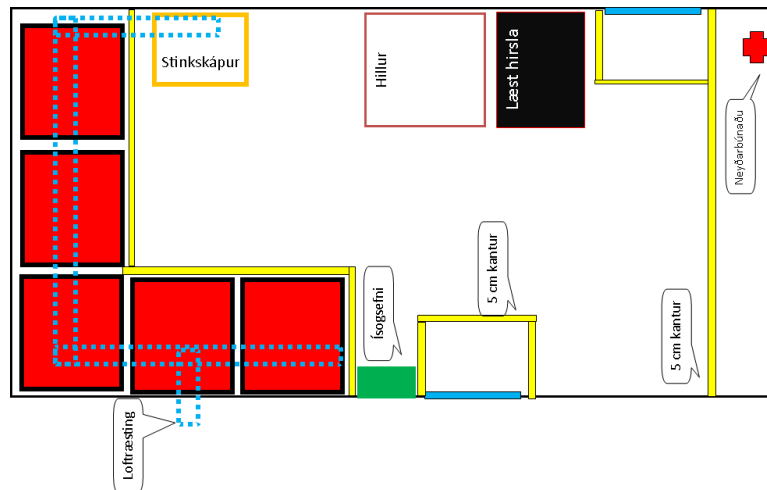 Stinkskápur
Hillur
Læst hirsla
Neyðarbúnaðu
5 cm kantur
Ísogsefni
5 cm kantur
Loftræsting